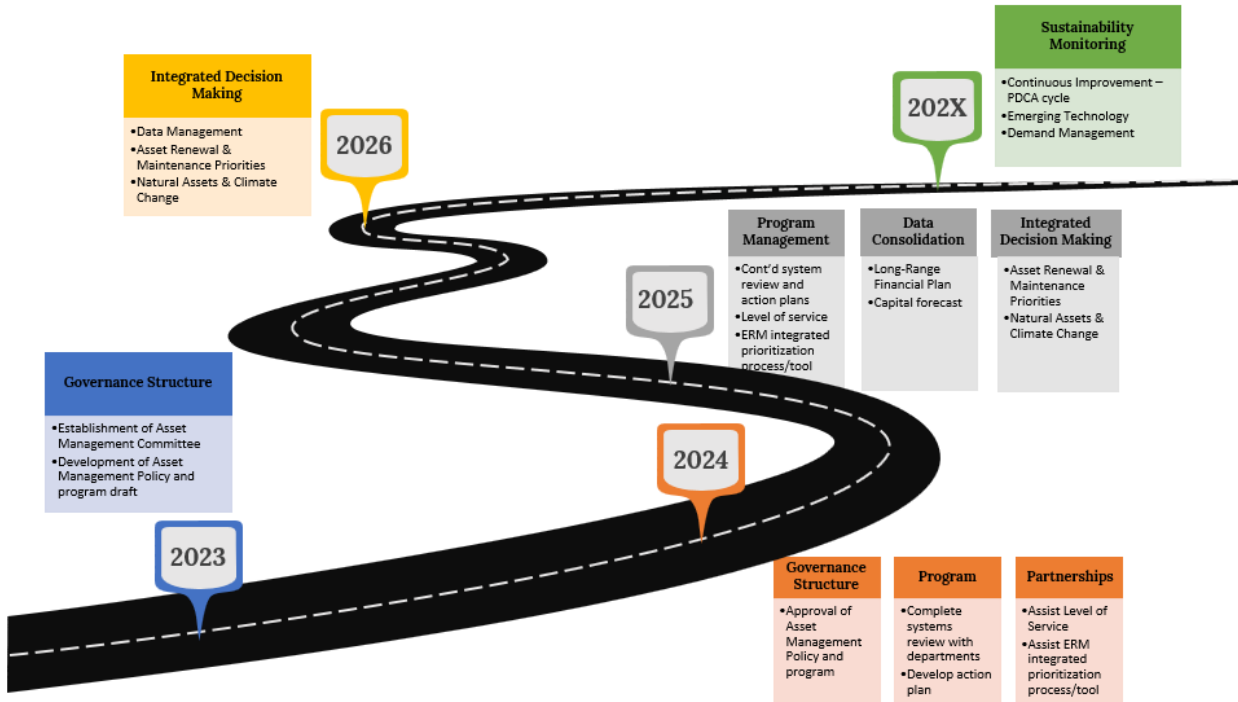 Sustainability
Monitoring
•Continuous Improvement –
PDCA cycle
•Emerging Technology
•Demand Management
202X
Integrated Decision
Making
•Data Management
•Asset Renewal &
Maintenance Priorities
•Natural Assets & Climate
Change
2026
Program
Management
•Cont'd system
review and
action plans
•Level of service
•ERM integrated
prioritization
process/tool
Data
Consolidation
•Long-Range
Financial Plan
•Capital forecast
Integrated
Decision Making
•Asset Renewal &
Maintenance
Priorities
•Natural Assets &
Climate Change
2025
Governance Structure
•Establishment of Asset
Management Committee
•Development of Asset
Management Policy and
program draft
2024
2023
Governance
Structure
•Approval of
Asset
Management
Policy and
program
Program
•Complete
systems
review with
departments
•Develop action
plan
Partnerships
•Assist Level of
Service
•Assist ERM
integrated
prioritization
process/tool